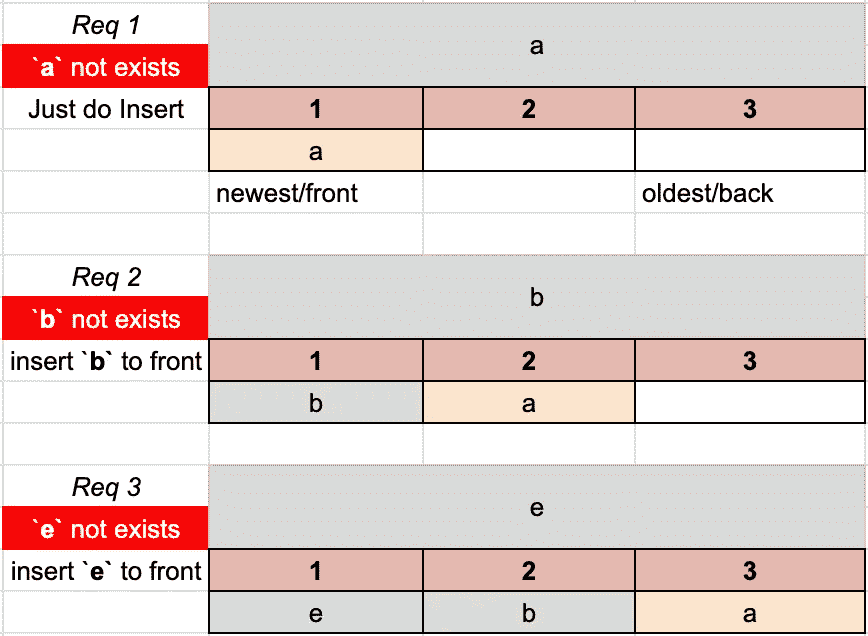 Req 1
a
`a` not exists
Just do Insert 1 2 3
a
newest/front oldest/back
Req 2
b
`b` not exists
insert `b` to front 1 2 3
b a
Req 3
e
`e` not exists
insert `e` to front 1 2 3
e b a